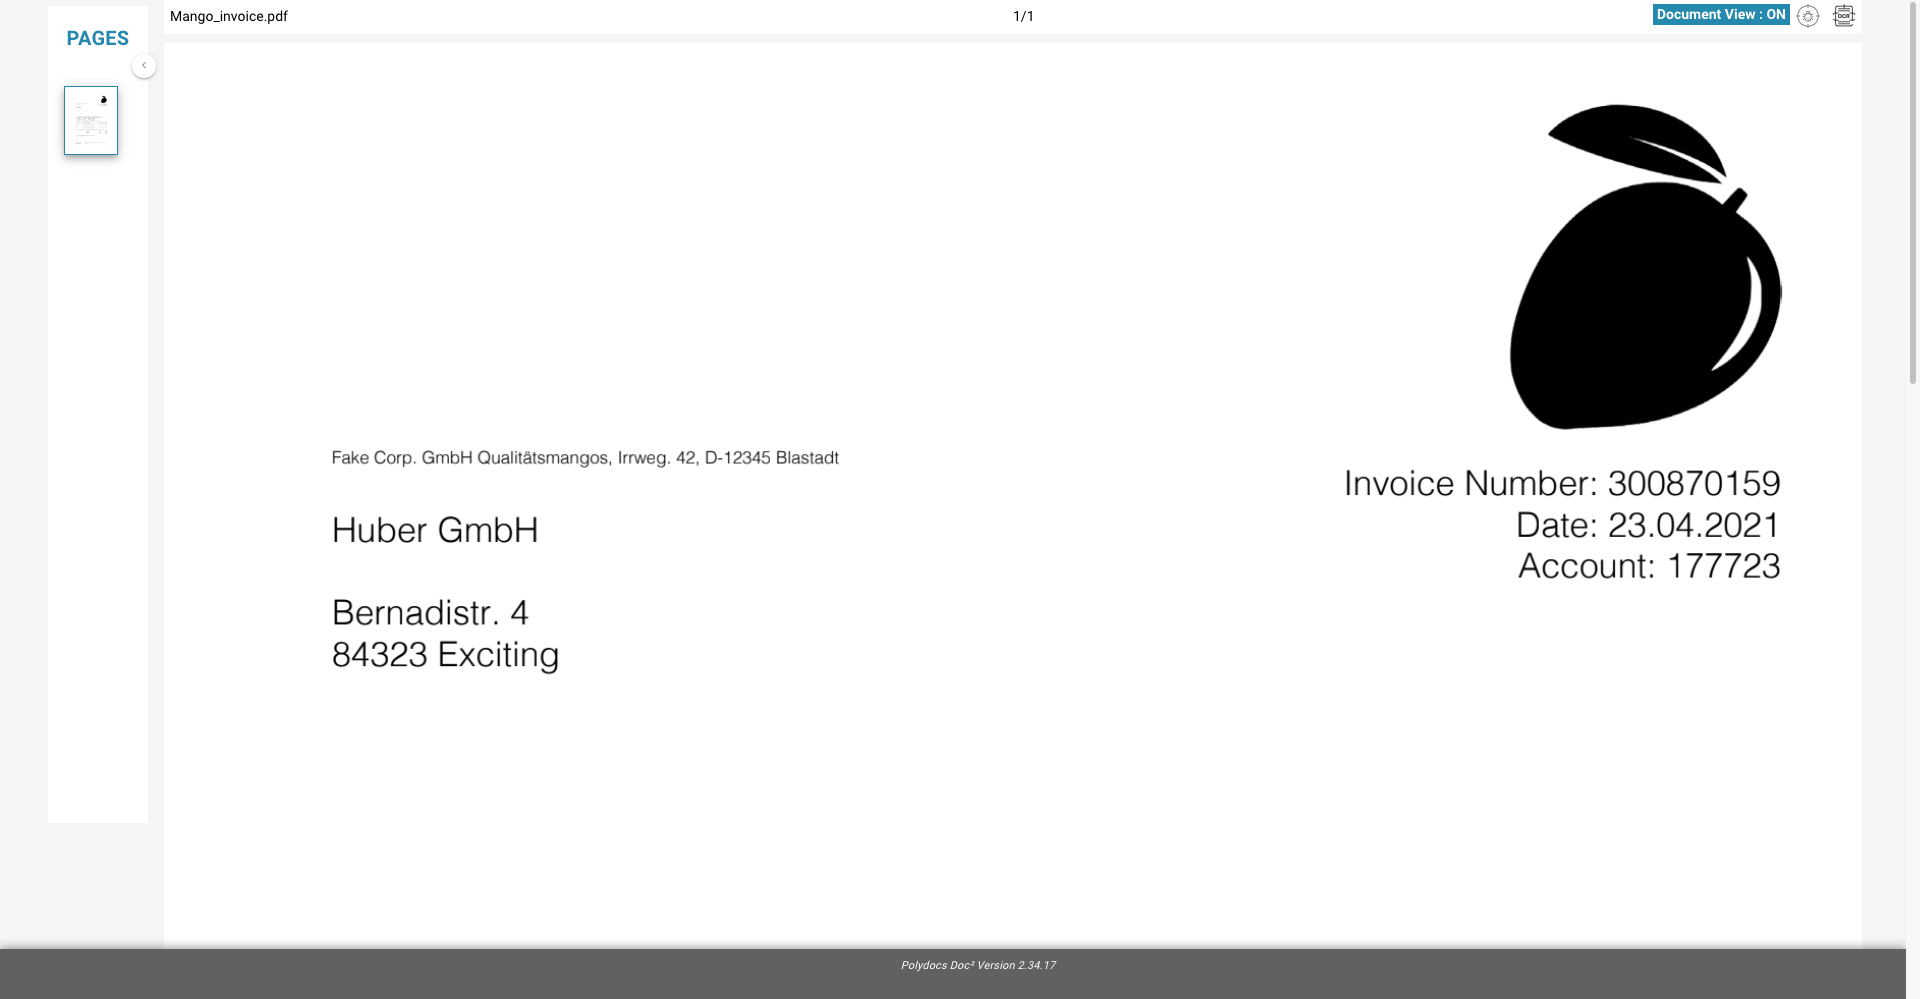 Mango_invoice.pdf
1/1
Document View : ON
OCR
PAGES
Fake Corp. GmbH Qualitätsmangos, Irrweg. 42, D-12345 Blastadt
Invoice Number: 300870159
Date: 23.04.2021
Account: 177723
Huber GmbH
Bernadistr. 4
84323 Exciting
Polydocs Doc² Version 2.34.17